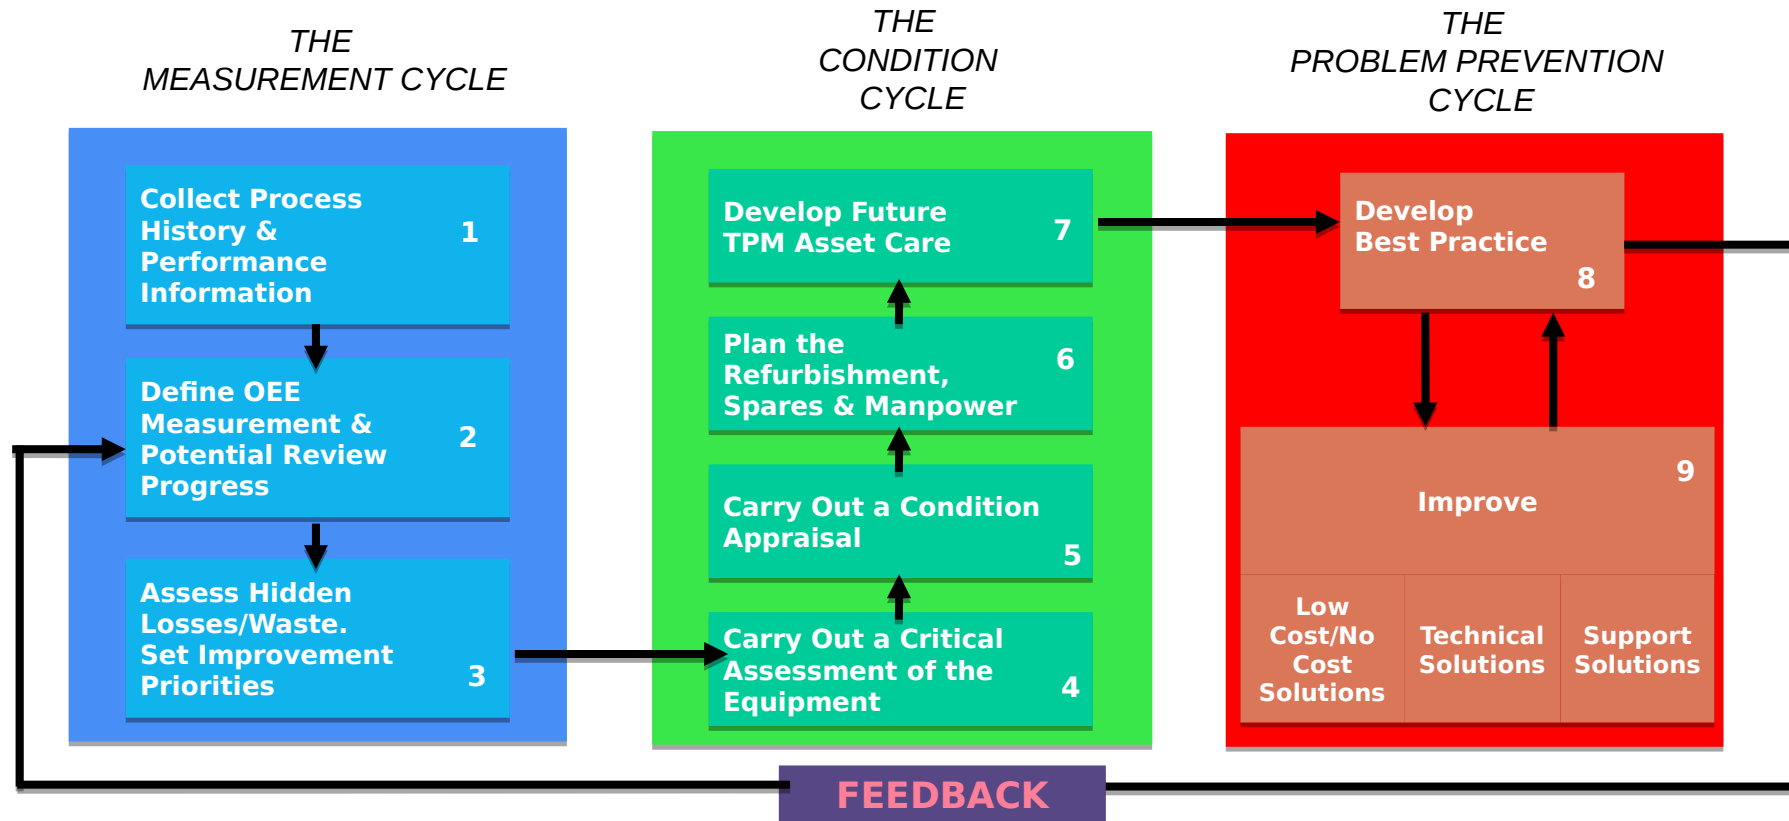 THE
MEASUREMENT CYCLE
Collect Process
History &
Performance
Information
1
Define OEE
Measurement &
Potential Review
Progress
2
Assess Hidden
Losses/Waste.
Set Improvement
Priorities
3
THE
CONDITION
CYCLE
Develop Future
TPM Asset Care
7
Plan the
Refurbishment,
Spares & Manpower
6
Carry Out a Condition
Appraisal
5
Carry Out a Critical
Assessment of the
Equipment
4
THE
PROBLEM PREVENTION
CYCLE
Develop
Best Practice
8
9
Improve
Low
Cost/No
Cost
Solutions
Technical
Solutions
Support
Solutions
FEEDBACK